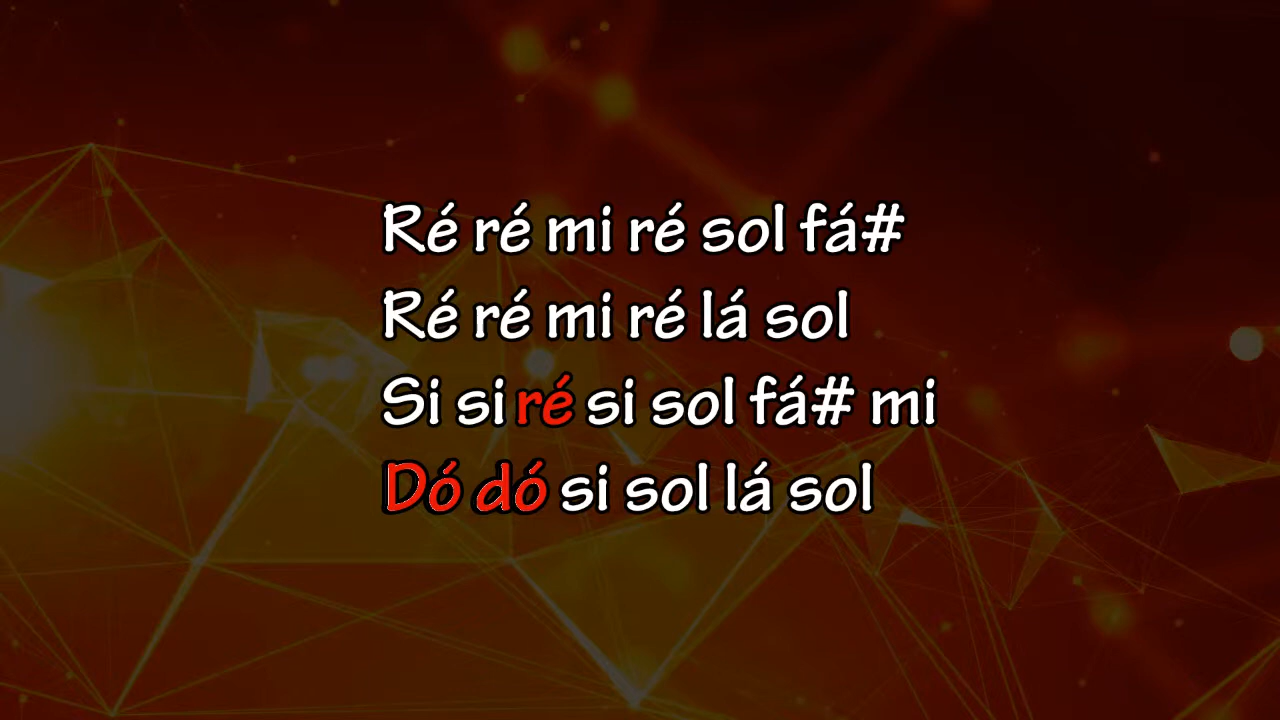 Ré ré mi ré sol fá#
Ré ré mi ré lá sol
Si si ré si sol fá# mi
Dó dó si sol lá sol